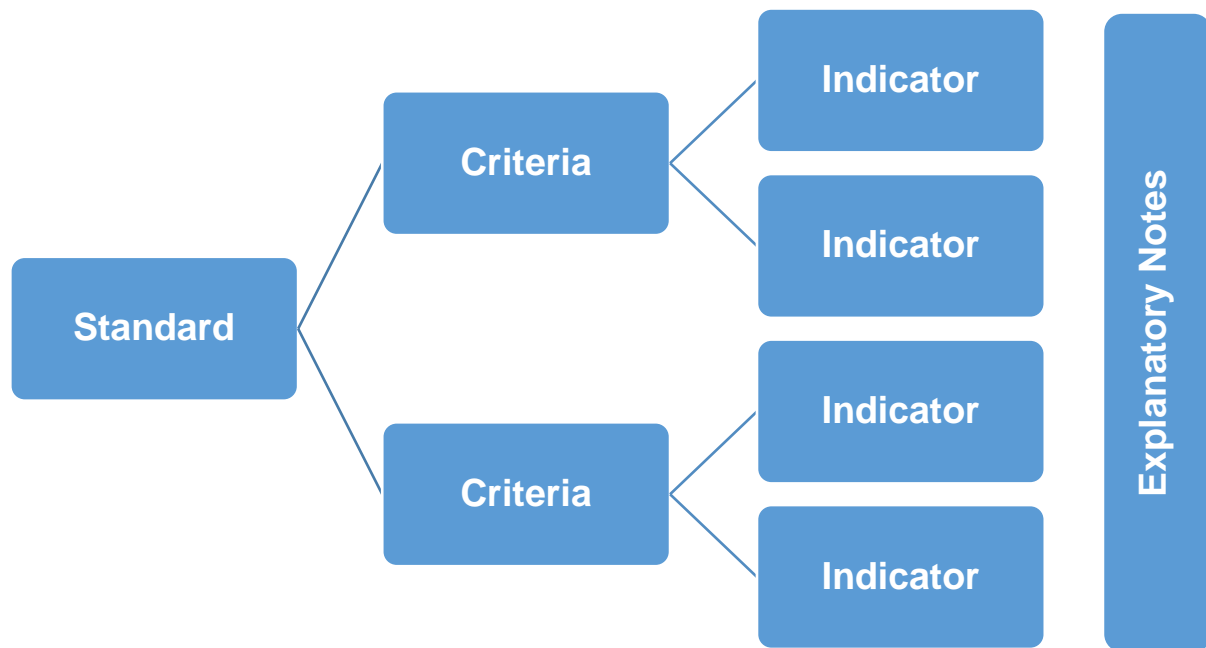 Standard
Criteria
Criteria
Indicator
Indicator
Indicator
Indicator
Explanatory Notes